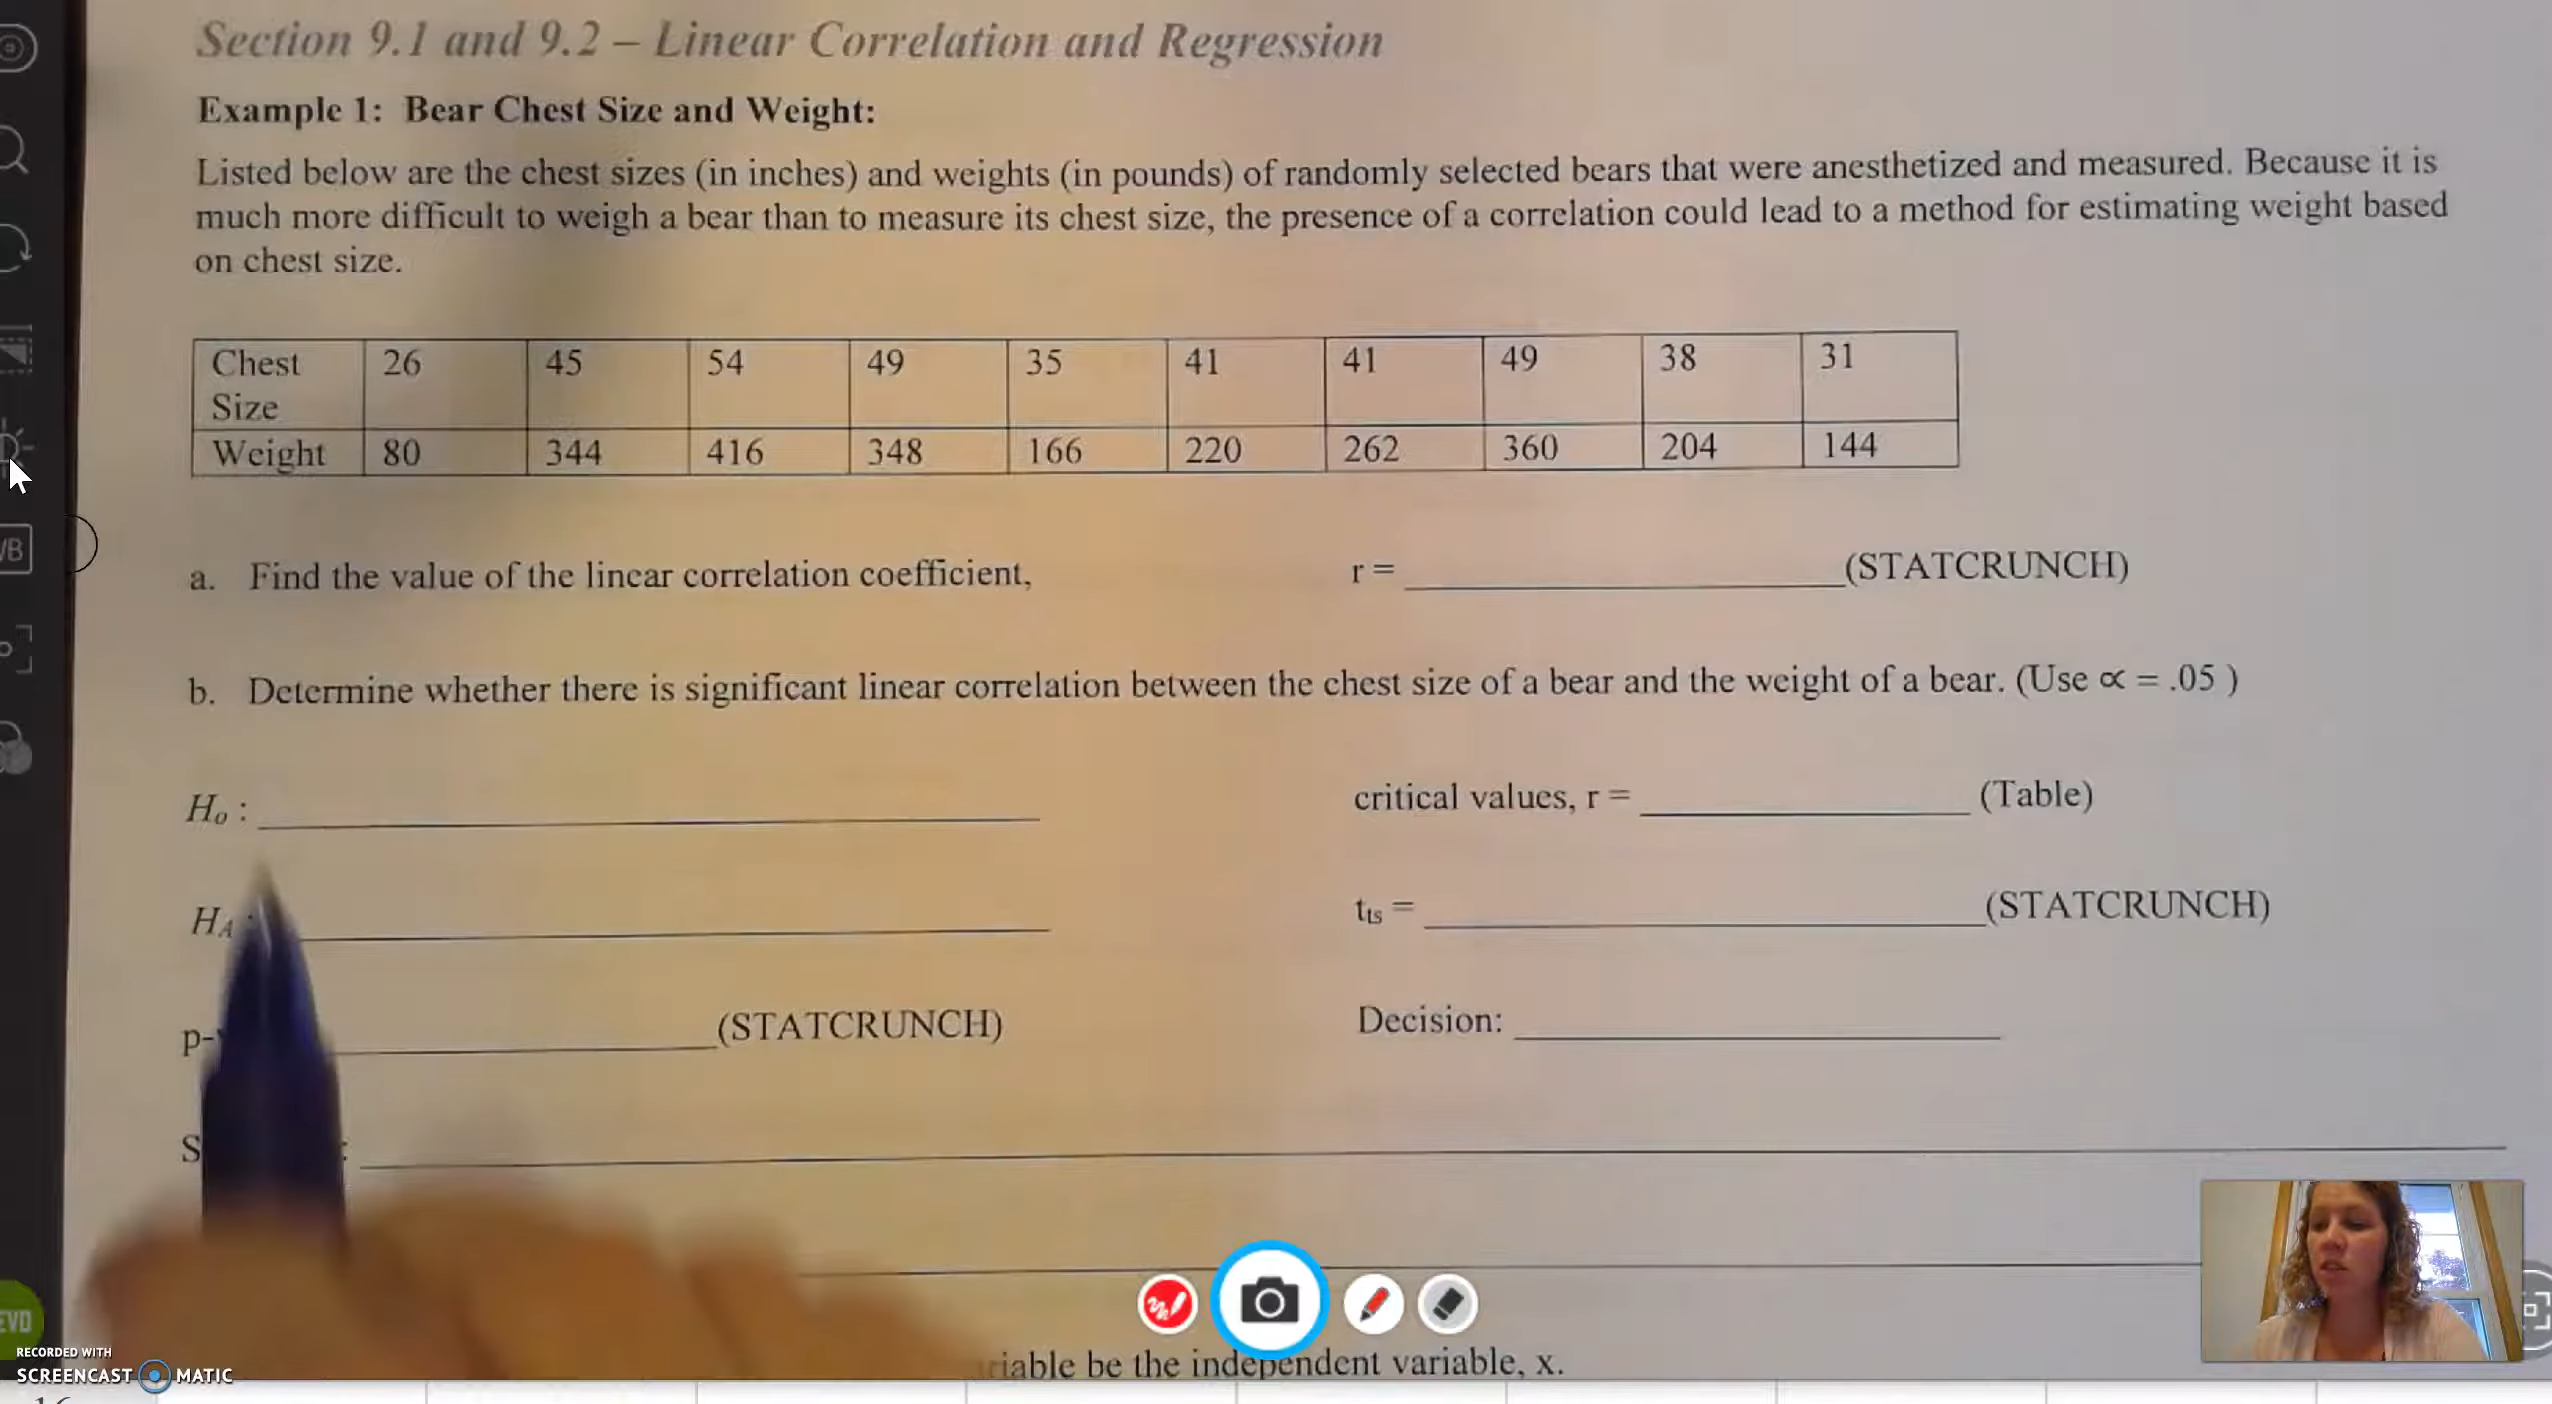 Section 9.1 and 9.2 – Linear Correlation and Regression
Example 1: Bear Chest Size and Weight:
Listed below are the chest sizes (in inches) and weights (in pounds) of randomly selected bears that were anesthetized and measured. Because it is
much more difficult to weigh a bear than to measure its chest size, the presence of a correlation could lead to a method for estimating weight based
on chest size.
Chest Size 26 45 54 49 35 41 41 49 38 31
Weight 80 344 416 348 166 220 262 360 204 144
a. Find the value of the linear correlation coefficient, r = (STATCRUNCH)
b. Determine whether there is significant linear correlation between the chest size of a bear and the weight of a bear. (Use ∝ = .05 )
Ho : critical values, r = (Table)
HA : tts = (STATCRUNCH)
p- (STATCRUNCH) Decision:
S :
be the independent variable, x.
RECORDED WITH
SCREENCAST MATIC